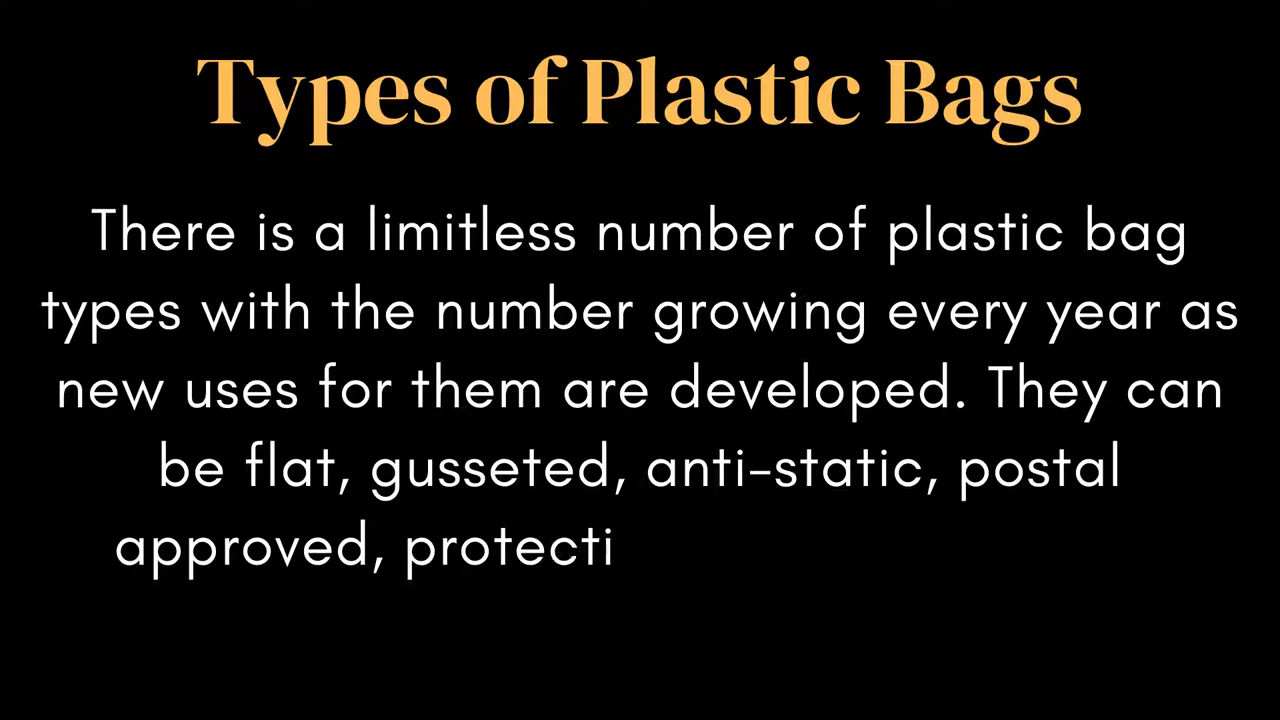 Types of Plastic Bags
There is a limitless number of plastic bag
types with the number growing every year as
new uses for them are developed. They can
be flat, gusseted, anti-static, postal
approved, protecti